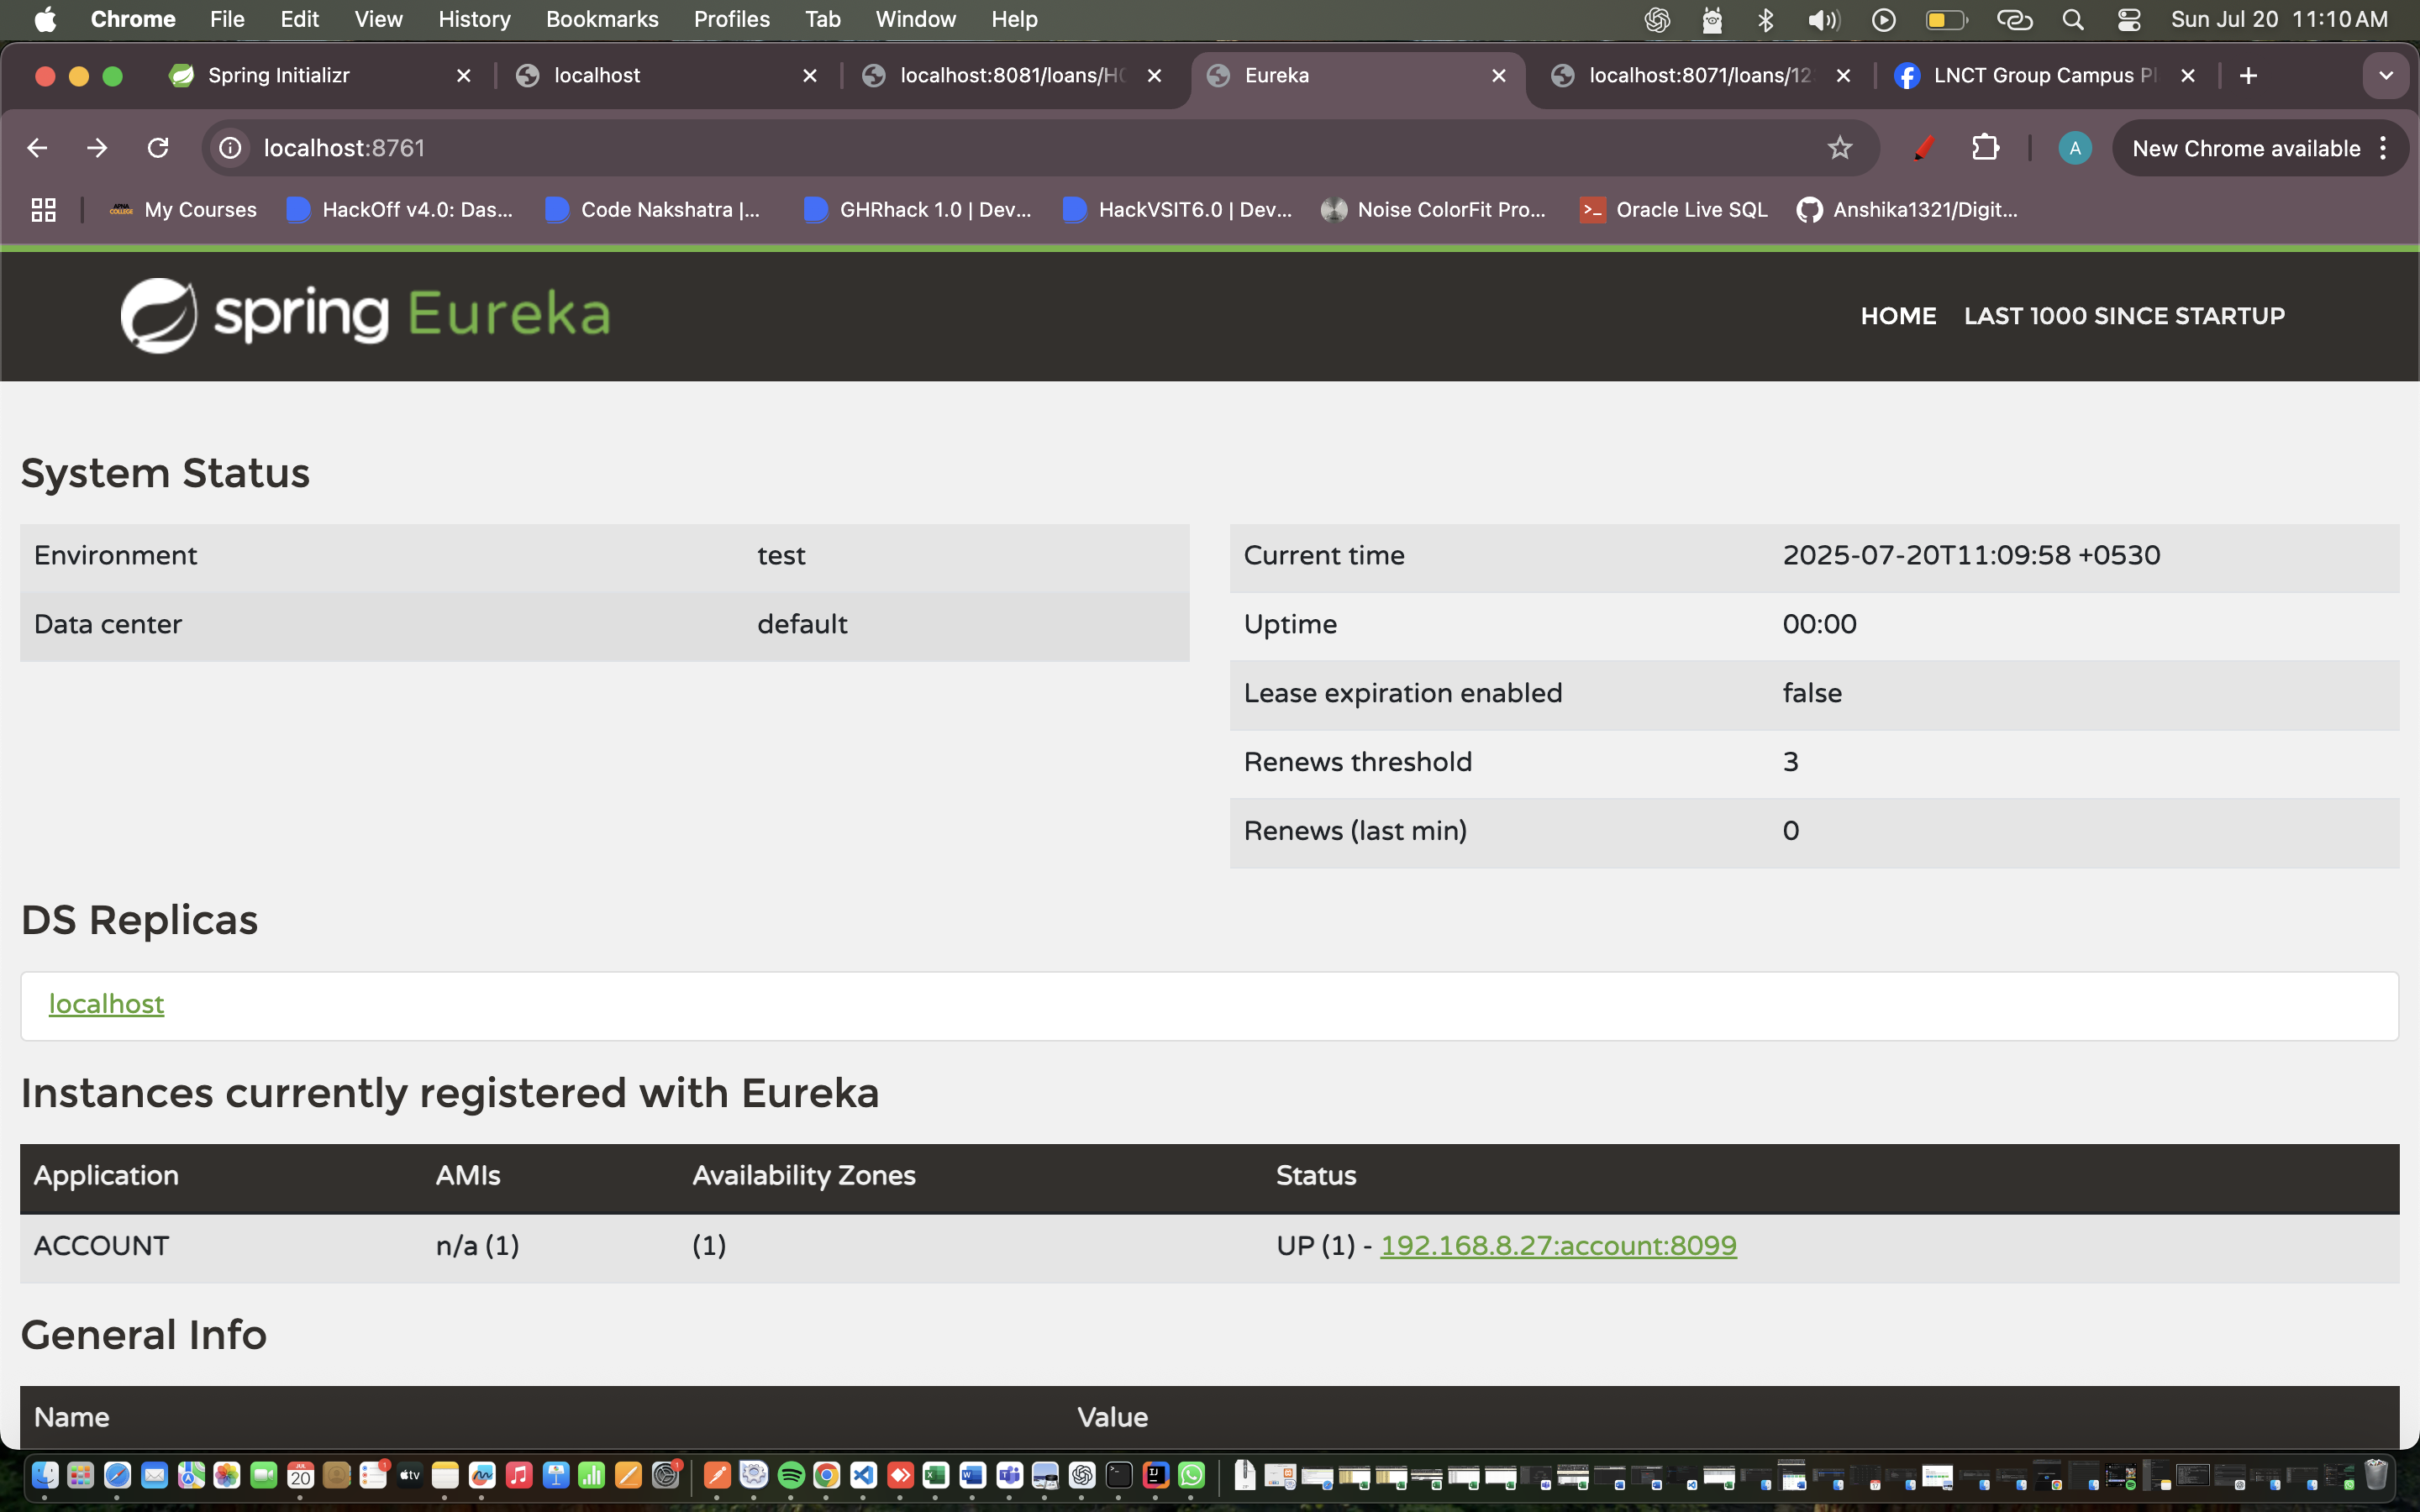 Chrome File Edit View History Bookmarks Profiles Tab Window Help Sun Jul 20 11:10 AM
Spring Initializr localhost localhost:8081/loans/H Eureka localhost:8071/loans/12 LNCT Group Campus Pl
localhost:8761 A New Chrome available
My Courses HackOff v4.0: Das... Code Nakshatra |... GHRhack 1.0 | Dev... HackVSIT6.0 | Dev... Noise ColorFit Pro... Oracle Live SQL Anshika1321/Digit...
spring Eureka HOME LAST 1000 SINCE STARTUP
System Status
Environment test Current time 2025-07-20T11:09:58 +0530
Data center default Uptime 00:00
Lease expiration enabled false
Renews threshold 3
Renews (last min) 0
DS Replicas
localhost
Instances currently registered with Eureka
Application AMIs Availability Zones Status
ACCOUNT n/a (1) (1) UP (1) - 192.168.8.27:account:8099
General Info
Name Value